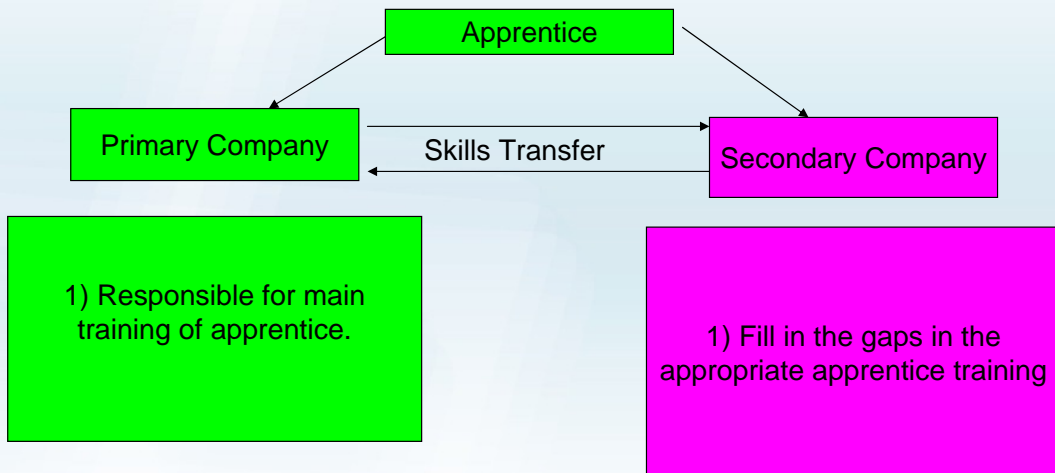 Apprentice
Primary Company
Skills Transfer
Secondary Company
1) Responsible for main
training of apprentice.
1) Fill in the gaps in the
appropriate apprentice training